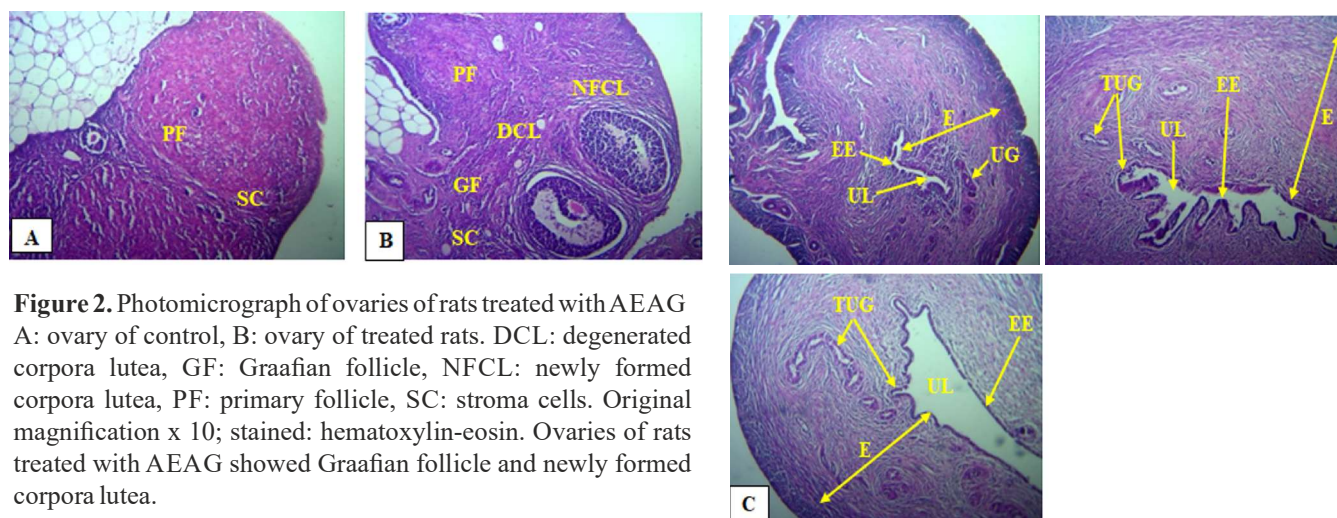 PF
SC
A
PF
NFCL
DCL
GF
SC
B
Figure 2. Photomicrograph of ovaries of rats treated with AEAG
A: ovary of control, B: ovary of treated rats. DCL: degenerated
corpora lutea, GF: Graafian follicle, NFCL: newly formed
corpora lutea, PF: primary follicle, SC: stroma cells. Original
magnification x 10; stained: hematoxylin-eosin. Ovaries of rats
treated with AEAG showed Graafian follicle and newly formed
corpora lutea.
E
EE
UG
UL
TUG
EE
UL
E
TUG
EE
UL
E
C